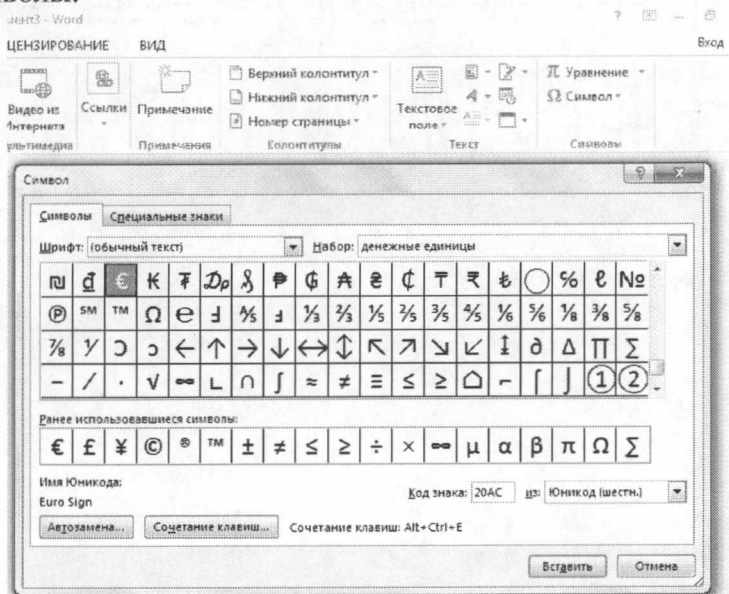 ент3 - Word
ЦЕНЗИРОВАНИЕ ВИД Вход
Видео из Интернета
Ссылки
Примечание
Верхний колонтитул
Нижний колонтитул
Номер страницы
Текстовое поле
Уравнение
Символ
Примечания Колонтитулы Текст Символы
Символ
Символы Специальные знаки
Шрифт: (обычный текст) Набор: денежные единицы
₪ ₫ € ₭ ₮ ₯ ₰ ₱ ₲ ₳ ₴ ₵ ₸ ₹ ₺ ◯ ℅ ℓ №
℗ ℠ ™ Ω ℮ Ⅎ ⅍ ⅎ ⅓ ⅔ ⅕ ⅖ ⅗ ⅘ ⅙ ⅚ ⅛ ⅜ ⅝
⅞ ⅟ Ↄ ↄ ← ↑ → ↓ ↔ ↕ ↖ ↗ ↘ ↙ ↨ ∂ ∆ ∏ ∑
− ∕ ∙ √ ∞ ∟ ∩ ∫ ≈ ≠ ≡ ≤ ≥ ⌂ ⌐ ⌠ ⌡ ① ②
Ранее использовавшиеся символы:
€ £ ¥ © ® ™ ± ≠ ≤ ≥ ÷ × ∞ µ α β π Ω ∑
Имя Юникода:
Euro Sign
Код знака: 20AC из: Юникод (шестн.)
Автозамена... Сочетание клавиш... Сочетание клавиш: Alt+Ctrl+E
Вставить Отмена